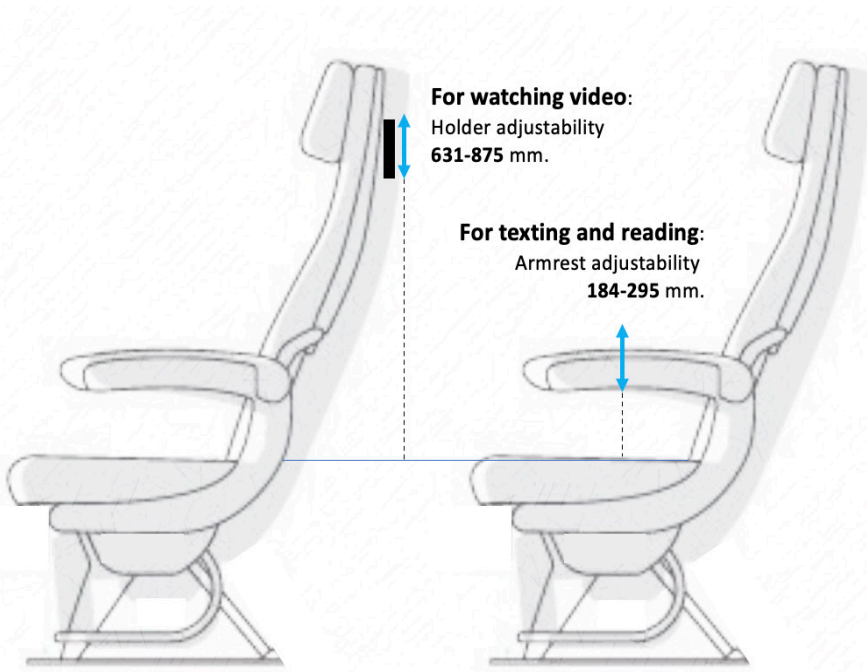 For watching video:
Holder adjustability
631-875 mm.
For texting and reading:
Armrest adjustability
184-295 mm.